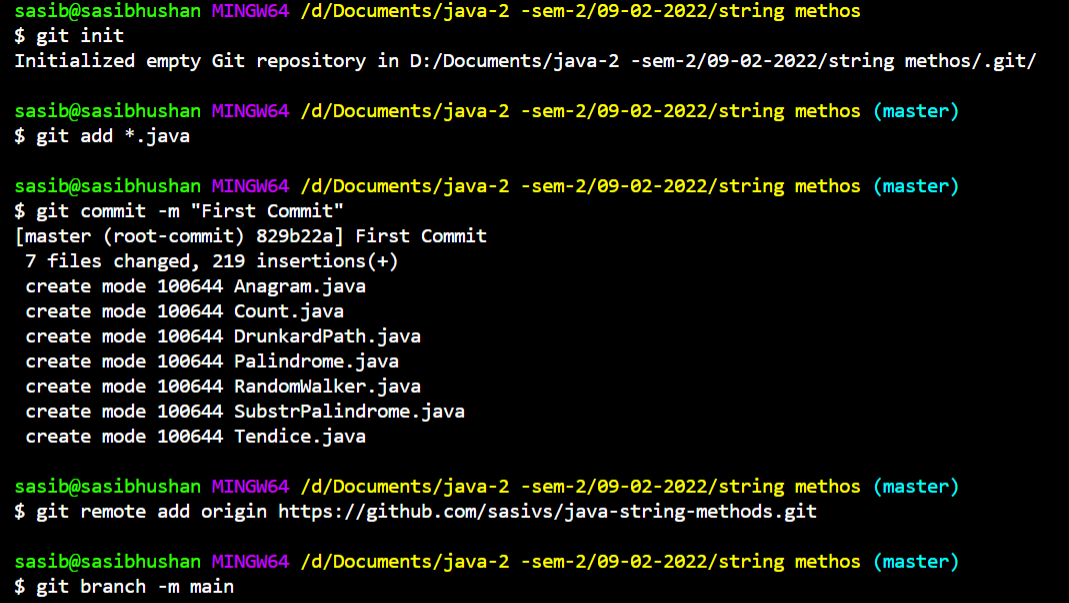 sasib@sasibhushan MINGW64 /d/Documents/java-2 -sem-2/09-02-2022/string methos
$ git init
Initialized empty Git repository in D:/Documents/java-2 -sem-2/09-02-2022/string methos/.git/
sasib@sasibhushan MINGW64 /d/Documents/java-2 -sem-2/09-02-2022/string methos (master)
$ git add *.java
sasib@sasibhushan MINGW64 /d/Documents/java-2 -sem-2/09-02-2022/string methos (master)
$ git commit -m "First Commit"
[master (root-commit) 829b22a] First Commit
 7 files changed, 219 insertions(+)
 create mode 100644 Anagram.java
 create mode 100644 Count.java
 create mode 100644 DrunkardPath.java
 create mode 100644 Palindrome.java
 create mode 100644 RandomWalker.java
 create mode 100644 SubstrPalindrome.java
 create mode 100644 Tendice.java
sasib@sasibhushan MINGW64 /d/Documents/java-2 -sem-2/09-02-2022/string methos (master)
$ git remote add origin https://github.com/sasivs/java-string-methods.git
sasib@sasibhushan MINGW64 /d/Documents/java-2 -sem-2/09-02-2022/string methos (master)
$ git branch -m main